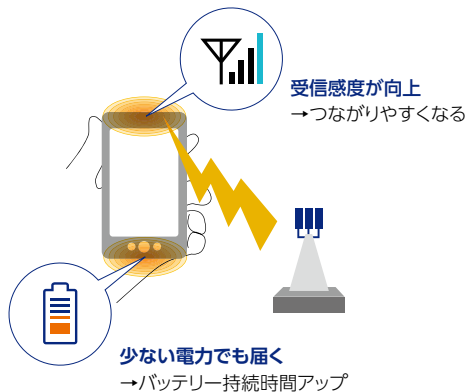 受信感度が向上
→つながりやすくなる
少ない電力でも届く
→バッテリー持続時間アップ